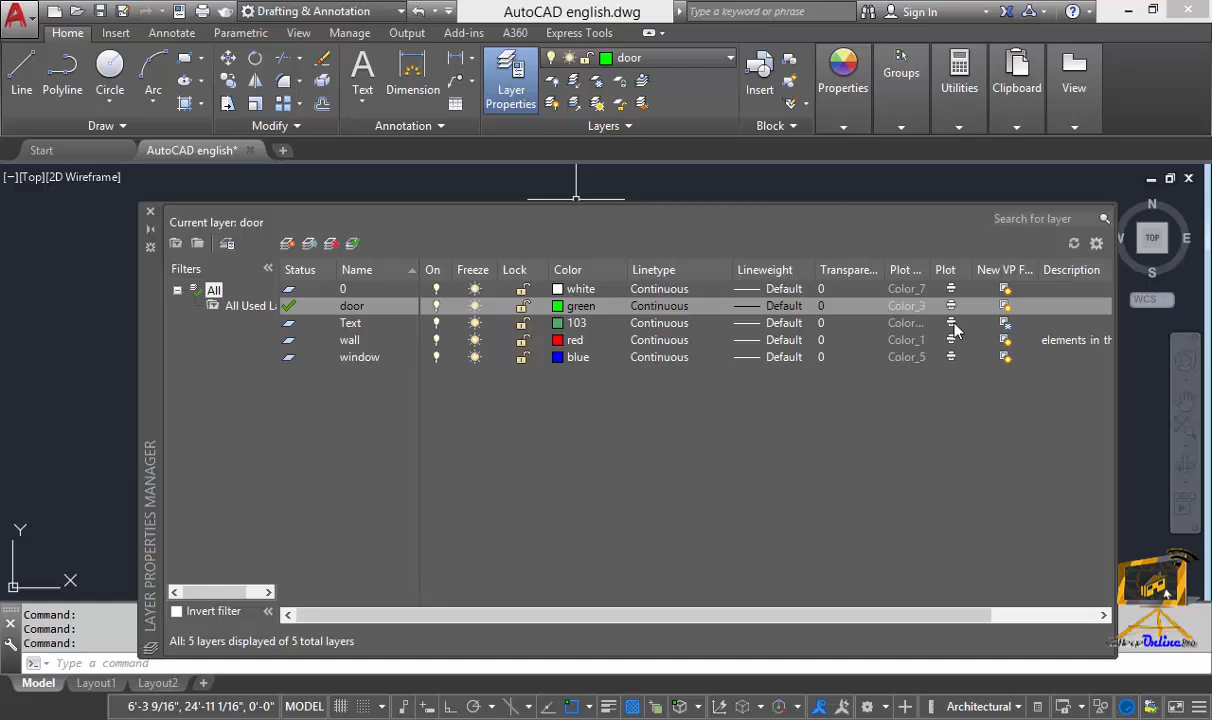 Drafting & Annotation
AutoCAD english.dwg
Type a keyword or phrase
Sign In
Home Insert Annotate Parametric View Manage Output Add-ins A360 Express Tools
door
Line Polyline Circle Arc Text Dimension Layer Properties Insert Properties Groups Utilities Clipboard View
Draw Modify Annotation Layers Block
Start AutoCAD english*
[−][Top][2D Wireframe]
Current layer: door
Search for layer
N
E
S
TOP
WCS
Filters Status Name On Freeze Lock Color Linetype Lineweight Transpare... Plot ... Plot New VP F... Description
All 0 white Continuous Default 0 Color_7
All Used La door green Continuous Default 0 Color_3
Text 103 Continuous Default 0 Color...
wall red Continuous Default 0 Color_1 elements in th
window blue Continuous Default 0 Color_5
LAYER PROPERTIES MANAGER
Y
X
Invert filter
All: 5 layers displayed of 5 total layers
Command:
Command:
Command:
Type a command
Model Layout1 Layout2
6'-3 9/16", 24'-11 1/16", 0'-0" MODEL Architectural